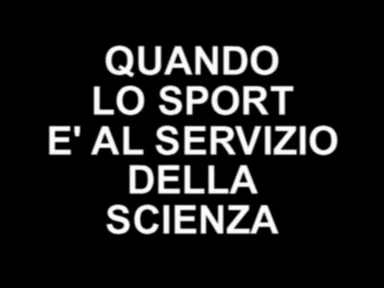 QUANDO
LO SPORT
E' AL SERVIZIO
DELLA
SCIENZA